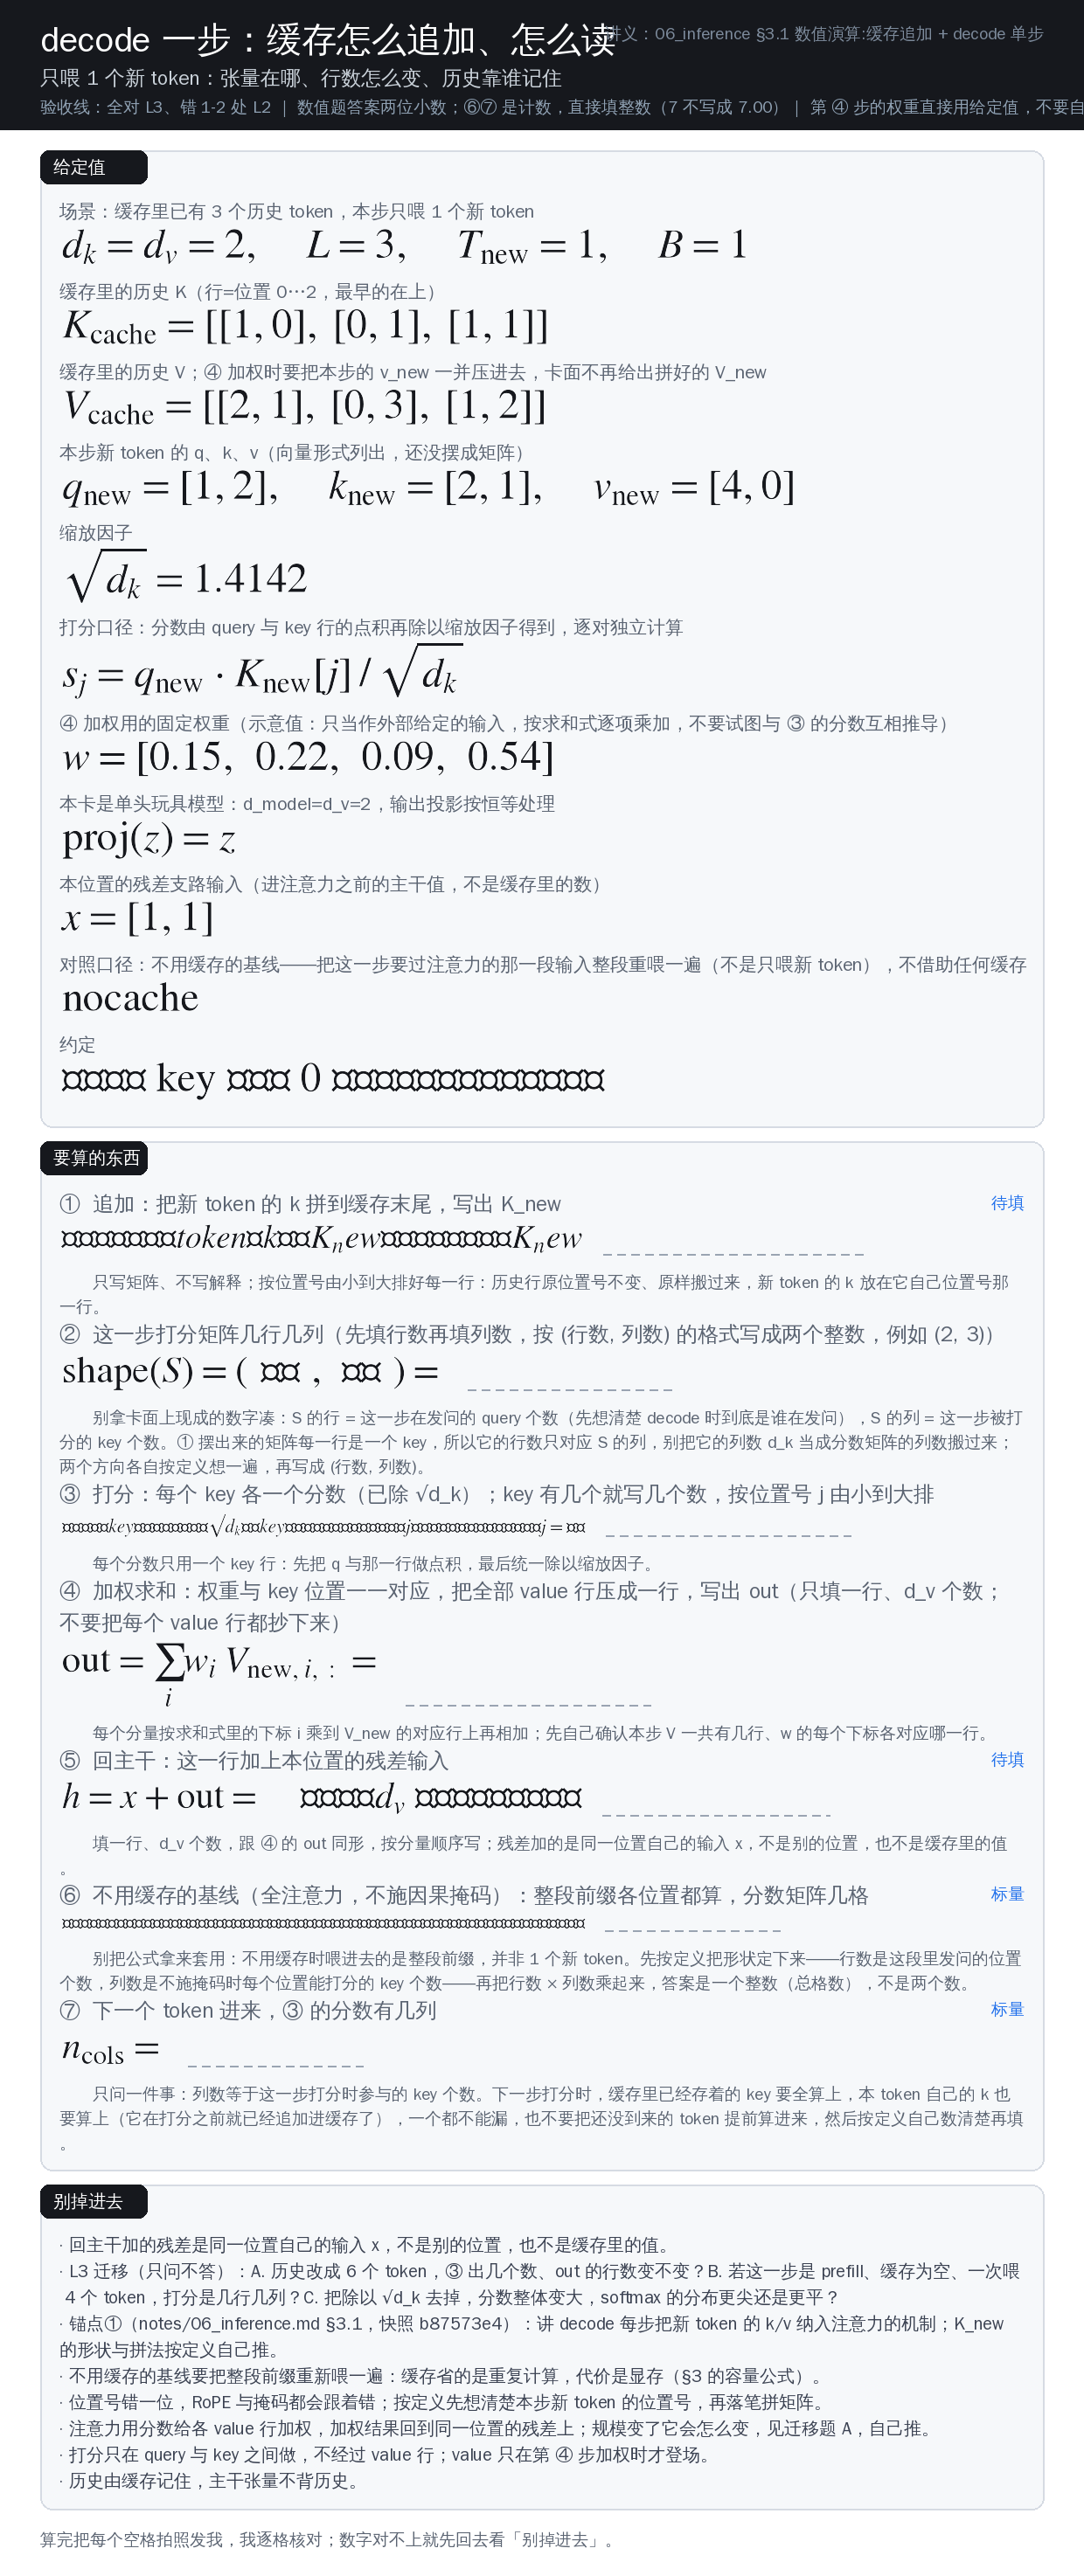 decode 一步：缓存怎么追加、怎么读
讲义：06_inference §3.1 数值演算:缓存追加 + decode 单步
只喂 1 个新 token：张量在哪、行数怎么变、历史靠谁记住
验收线：全对 L3、错 1-2 处 L2 ｜ 数值题答案两位小数；⑥⑦ 是计数，直接填整数（7 不写成 7.00）｜ 第 ④ 步的权重直接用给定值，不要自
给定值
场景：缓存里已有 3 个历史 token，本步只喂 1 个新 token
d_k = d_v = 2, L = 3, T_new = 1, B = 1
缓存里的历史 K（行=位置 0⋯2，最早的在上）
K_cache = [[1, 0], [0, 1], [1, 1]]
缓存里的历史 V；④ 加权时要把本步的 v_new 一并压进去，卡面不再给出拼好的 V_new
V_cache = [[2, 1], [0, 3], [1, 2]]
本步新 token 的 q、k、v（向量形式列出，还没摆成矩阵）
q_new = [1, 2], k_new = [2, 1], v_new = [4, 0]
缩放因子
√d_k = 1.4142
打分口径：分数由 query 与 key 行的点积再除以缩放因子得到，逐对独立计算
s_j = q_new · K_new[j] / √d_k
④ 加权用的固定权重（示意值：只当作外部给定的输入，按求和式逐项乘加，不要试图与 ③ 的分数互相推导）
w = [0.15, 0.22, 0.09, 0.54]
本卡是单头玩具模型：d_model=d_v=2，输出投影按恒等处理
proj(z) = z
本位置的残差支路输入（进注意力之前的主干值，不是缓存里的数）
x = [1, 1]
对照口径：不用缓存的基线——把这一步要过注意力的那一段输入整段重喂一遍（不是只喂新 token），不借助任何缓存
nocache
约定
key 0
要算的东西
① 追加：把新 token 的 k 拼到缓存末尾，写出 K_new
待填
token k K_new K_new
只写矩阵、不写解释；按位置号由小到大排好每一行：历史行原位置号不变、原样搬过来，新 token 的 k 放在它自己位置号那
一行。
② 这一步打分矩阵几行几列（先填行数再填列数，按 (行数, 列数) 的格式写成两个整数，例如 (2, 3)）
shape(S) = ( , ) =
别拿卡面上现成的数字凑：S 的行 = 这一步在发问的 query 个数（先想清楚 decode 时到底是谁在发问），S 的列 = 这一步被打
分的 key 个数。① 摆出来的矩阵每一行是一个 key，所以它的行数只对应 S 的列，别把它的列数 d_k 当成分数矩阵的列数搬过来；
两个方向各自按定义想一遍，再写成 (行数, 列数)。
③ 打分：每个 key 各一个分数（已除 √d_k）；key 有几个就写几个数，按位置号 j 由小到大排
key √d_k key j j =
每个分数只用一个 key 行：先把 q 与那一行做点积，最后统一除以缩放因子。
④ 加权求和：权重与 key 位置一一对应，把全部 value 行压成一行，写出 out（只填一行、d_v 个数；
不要把每个 value 行都抄下来）
out = ∑_i w_i V_new, i, : =
每个分量按求和式里的下标 i 乘到 V_new 的对应行上再相加；先自己确认本步 V 一共有几行、w 的每个下标各对应哪一行。
⑤ 回主干：这一行加上本位置的残差输入
待填
h = x + out = d_v
填一行、d_v 个数，跟 ④ 的 out 同形，按分量顺序写；残差加的是同一位置自己的输入 x，不是别的位置，也不是缓存里的值
。
⑥ 不用缓存的基线（全注意力，不施因果掩码）：整段前缀各位置都算，分数矩阵几格
标量
别把公式拿来套用：不用缓存时喂进去的是整段前缀，并非 1 个新 token。先按定义把形状定下来——行数是这段里发问的位置
个数，列数是不施掩码时每个位置能打分的 key 个数——再把行数 × 列数乘起来，答案是一个整数（总格数），不是两个数。
⑦ 下一个 token 进来，③ 的分数有几列
标量
n_cols =
只问一件事：列数等于这一步打分时参与的 key 个数。下一步打分时，缓存里已经存着的 key 要全算上，本 token 自己的 k 也
要算上（它在打分之前就已经追加进缓存了），一个都不能漏，也不要把还没到来的 token 提前算进来，然后按定义自己数清楚再填
。
别掉进去
· 回主干加的残差是同一位置自己的输入 x，不是别的位置，也不是缓存里的值。
· L3 迁移（只问不答）：A. 历史改成 6 个 token，③ 出几个数、out 的行数变不变？B. 若这一步是 prefill、缓存为空、一次喂
4 个 token，打分是几行几列？C. 把除以 √d_k 去掉，分数整体变大，softmax 的分布更尖还是更平？
· 锚点①（notes/06_inference.md §3.1，快照 b87573e4）：讲 decode 每步把新 token 的 k/v 纳入注意力的机制；K_new
的形状与拼法按定义自己推。
· 不用缓存的基线要把整段前缀重新喂一遍：缓存省的是重复计算，代价是显存（§3 的容量公式）。
· 位置号错一位，RoPE 与掩码都会跟着错；按定义先想清楚本步新 token 的位置号，再落笔拼矩阵。
· 注意力用分数给各 value 行加权，加权结果回到同一位置的残差上；规模变了它会怎么变，见迁移题 A，自己推。
· 打分只在 query 与 key 之间做，不经过 value 行；value 只在第 ④ 步加权时才登场。
· 历史由缓存记住，主干张量不背历史。
算完把每个空格拍照发我，我逐格核对；数字对不上就先回去看「别掉进去」。